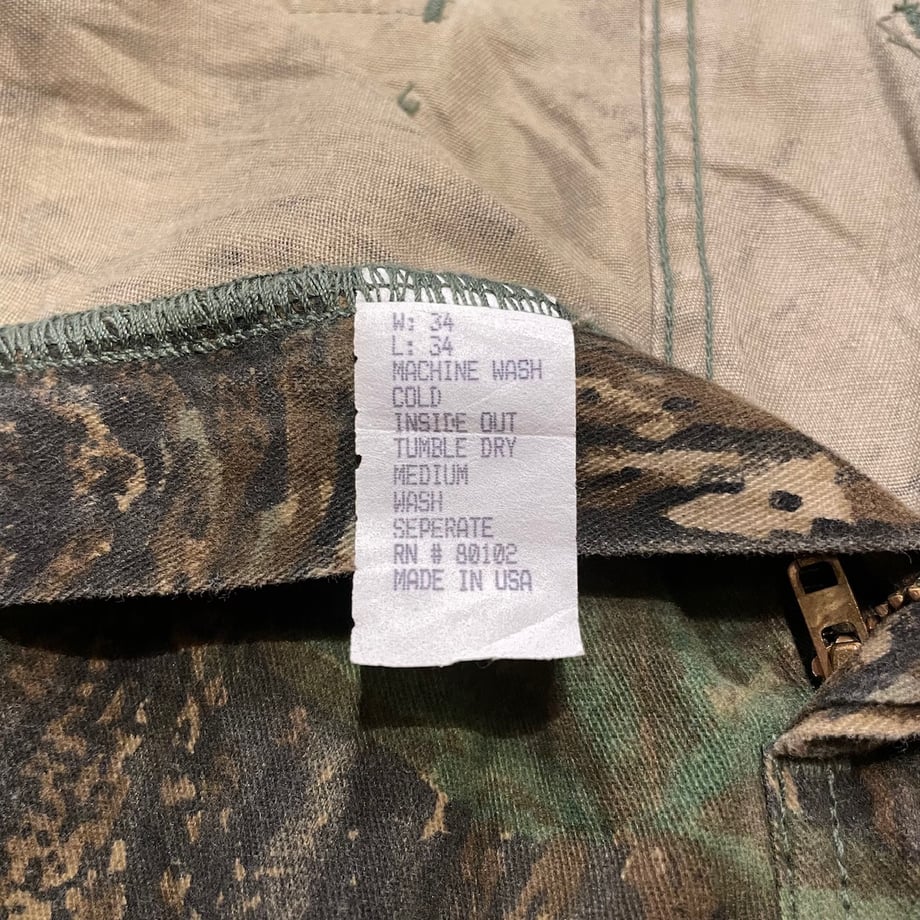 W: 34
L: 34
MACHINE WASH
COLD
INSIDE OUT
TUMBLE DRY
MEDIUM
WASH
SEPERATE
RN # 80102
MADE IN USA